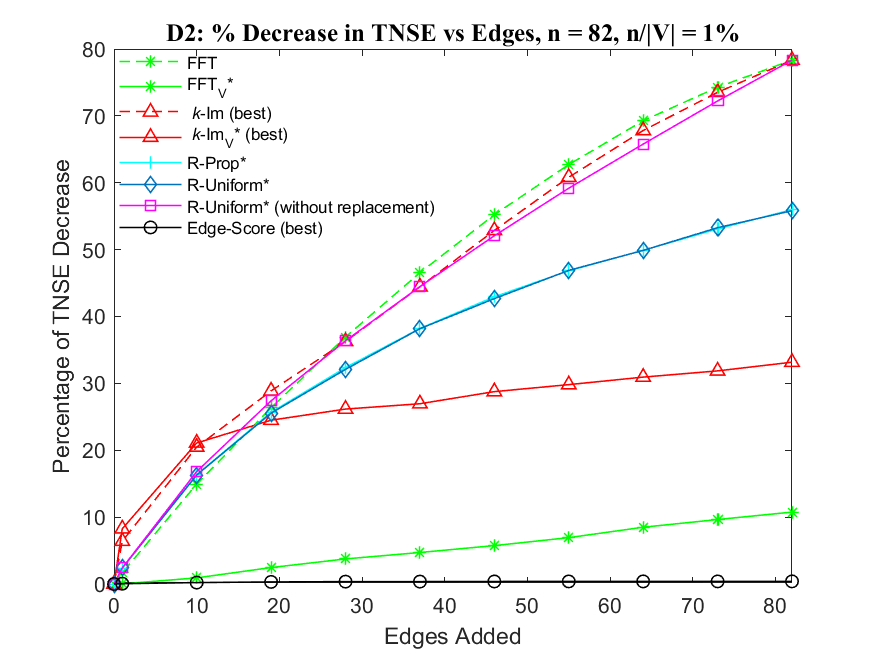 D2: % Decrease in TNSE vs Edges, n = 82, n/|V| = 1%
80
70
60
50
40
30
20
10
0
Percentage of TNSE Decrease
FFT
FFT_V*
k-Im (best)
k-Im_V* (best)
R-Prop*
R-Uniform*
R-Uniform* (without replacement)
Edge-Score (best)
0 10 20 30 40 50 60 70 80
Edges Added